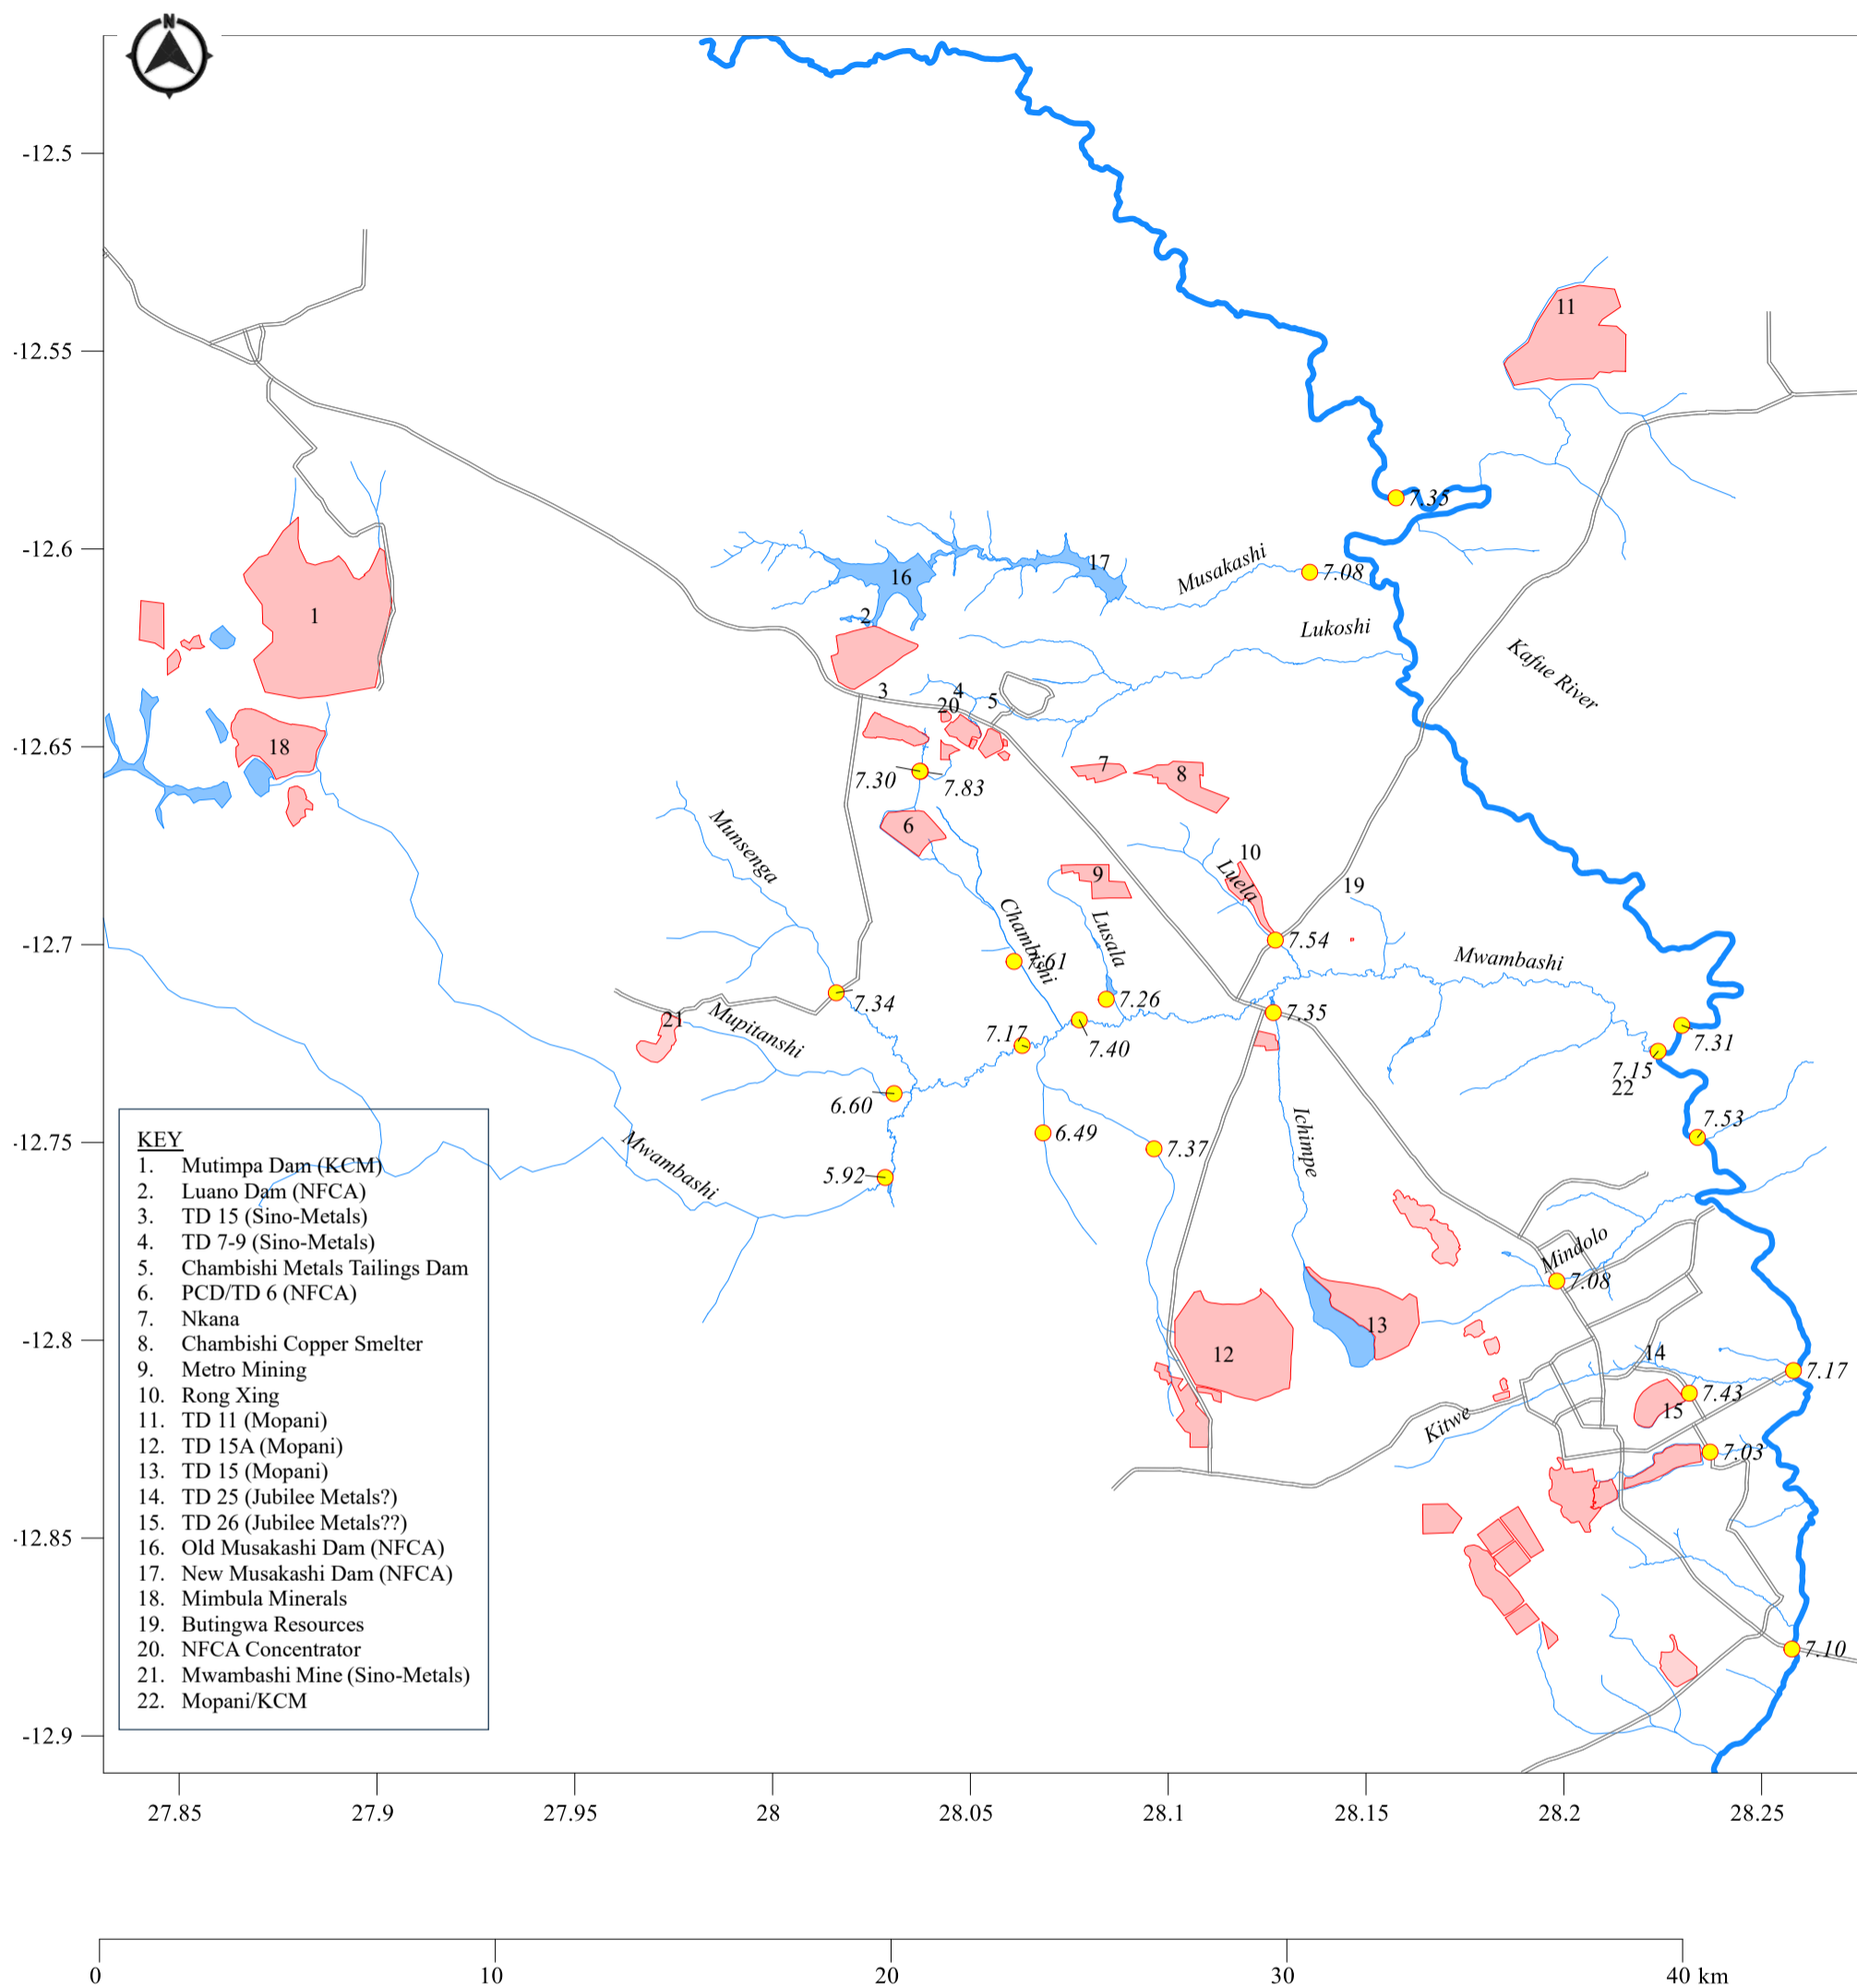 N
-12.5
-12.55
11
7.35
-12.6
17
16
Musakashi
7.08
1
2
Lukoshi
Kafue River
3
4
5
20
-12.65
18
7
8
7.30
7.83
6
Munsenga
10
9
Luela
19
Chambishi
Lusala
-12.7
7.54
Mwambashi
7.61
7.34
7.26
21
Mupitanshi
7.35
7.17
7.40
7.31
7.15
22
6.60
7.53
-12.75
6.49
7.37
Ichimpe
Mwambashi
5.92
Mindolo
7.08
-12.8
13
12
14
7.17
7.43
15
Kitwe
7.03
-12.85
7.10
-12.9
KEY
1. Mutimpa Dam (KCM)
2. Luano Dam (NFCA)
3. TD 15 (Sino-Metals)
4. TD 7-9 (Sino-Metals)
5. Chambishi Metals Tailings Dam
6. PCD/TD 6 (NFCA)
7. Nkana
8. Chambishi Copper Smelter
9. Metro Mining
10. Rong Xing
11. TD 11 (Mopani)
12. TD 15A (Mopani)
13. TD 15 (Mopani)
14. TD 25 (Jubilee Metals?)
15. TD 26 (Jubilee Metals??)
16. Old Musakashi Dam (NFCA)
17. New Musakashi Dam (NFCA)
18. Mimbula Minerals
19. Butingwa Resources
20. NFCA Concentrator
21. Mwambashi Mine (Sino-Metals)
22. Mopani/KCM
27.85 27.9 27.95 28 28.05 28.1 28.15 28.2 28.25
0 10 20 30 40 km